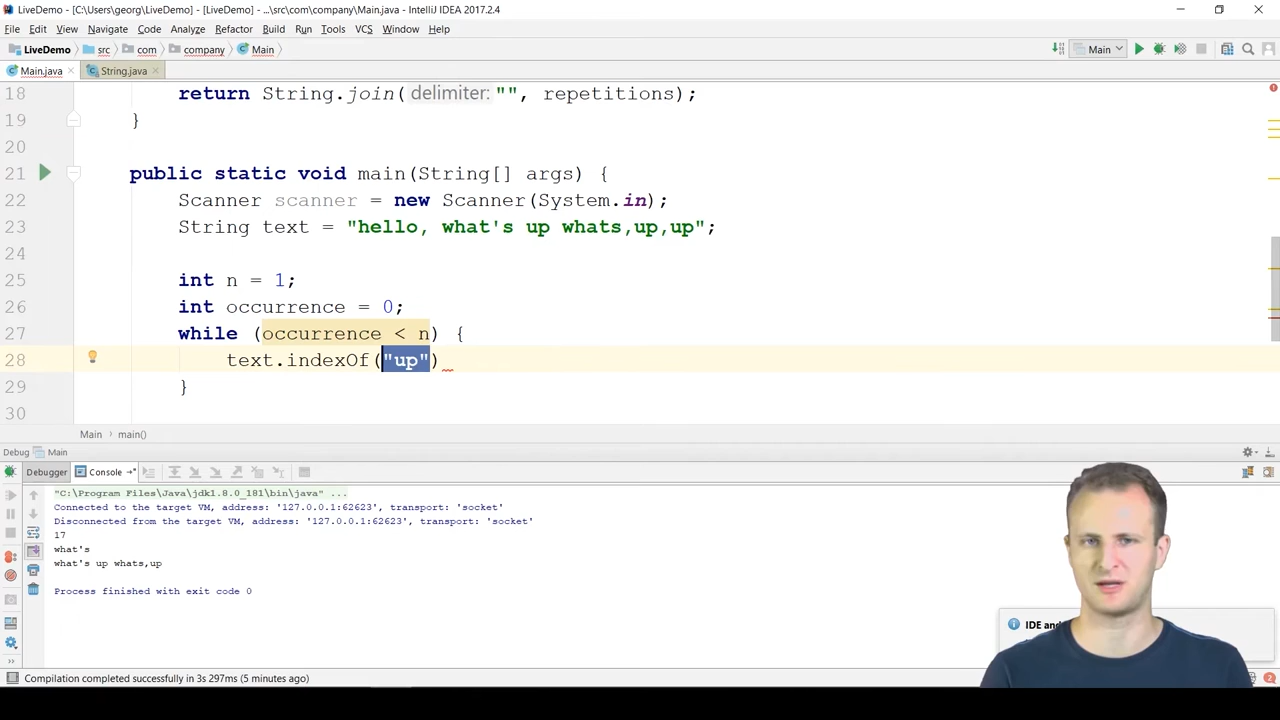 LiveDemo - [C:\Users\georg\LiveDemo] - [LiveDemo] - ...\src\com\company\Main.java - IntelliJ IDEA 2017.2.4
File Edit View Navigate Code Analyze Refactor Build Run Tools VCS Window Help
LiveDemo src com company Main Main
Main.java String.java
18 return String.join( delimiter: "", repetitions);
19 }
20
21 public static void main(String[] args) {
22 Scanner scanner = new Scanner(System.in);
23 String text = "hello, what's up whats,up,up";
24
25 int n = 1;
26 int occurrence = 0;
27 while (occurrence < n) {
28 text.indexOf("up")
29 }
30
Main main()
Debug Main
Debugger Console
"C:\Program Files\Java\jdk1.8.0_181\bin\java" ...
Connected to the target VM, address: '127.0.0.1:62623', transport: 'socket'
Disconnected from the target VM, address: '127.0.0.1:62623', transport: 'socket'
17
what's
what's up whats,up
Process finished with exit code 0
IDE and
Compilation completed successfully in 3s 297ms (5 minutes ago)
2